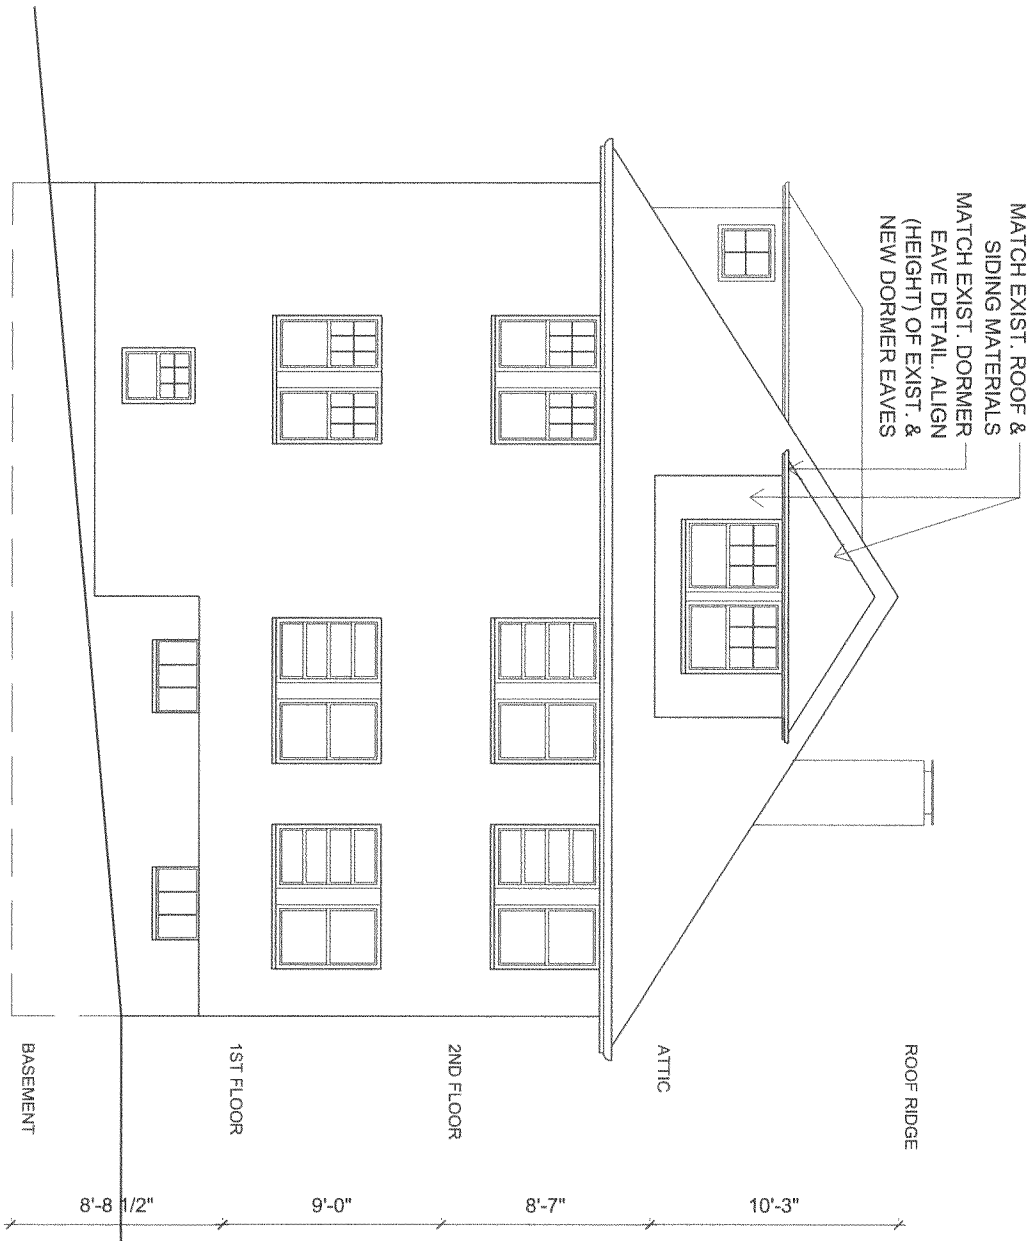 MATCH EXIST. ROOF &
SIDING MATERIALS
MATCH EXIST. DORMER
EAVE DETAIL. ALIGN
(HEIGHT) OF EXIST. &
NEW DORMER EAVES
ROOF RIDGE
ATTIC
2ND FLOOR
1ST FLOOR
BASEMENT
10'-3"
8'-7"
9'-0"
8'-8 1/2"